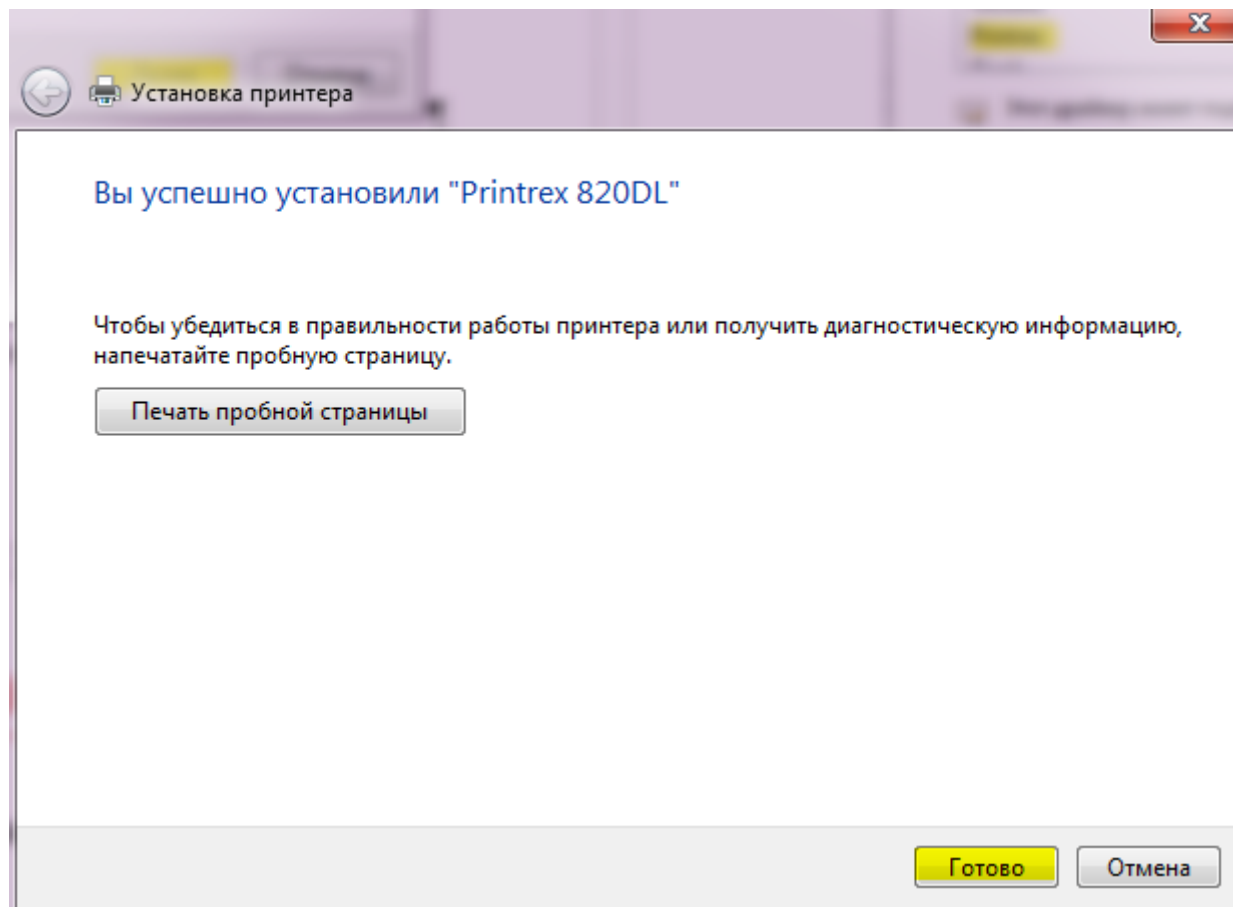 Установка принтера
Вы успешно установили "Printrex 820DL"
Чтобы убедиться в правильности работы принтера или получить диагностическую информацию,
напечатайте пробную страницу.
Печать пробной страницы
Готово
Отмена